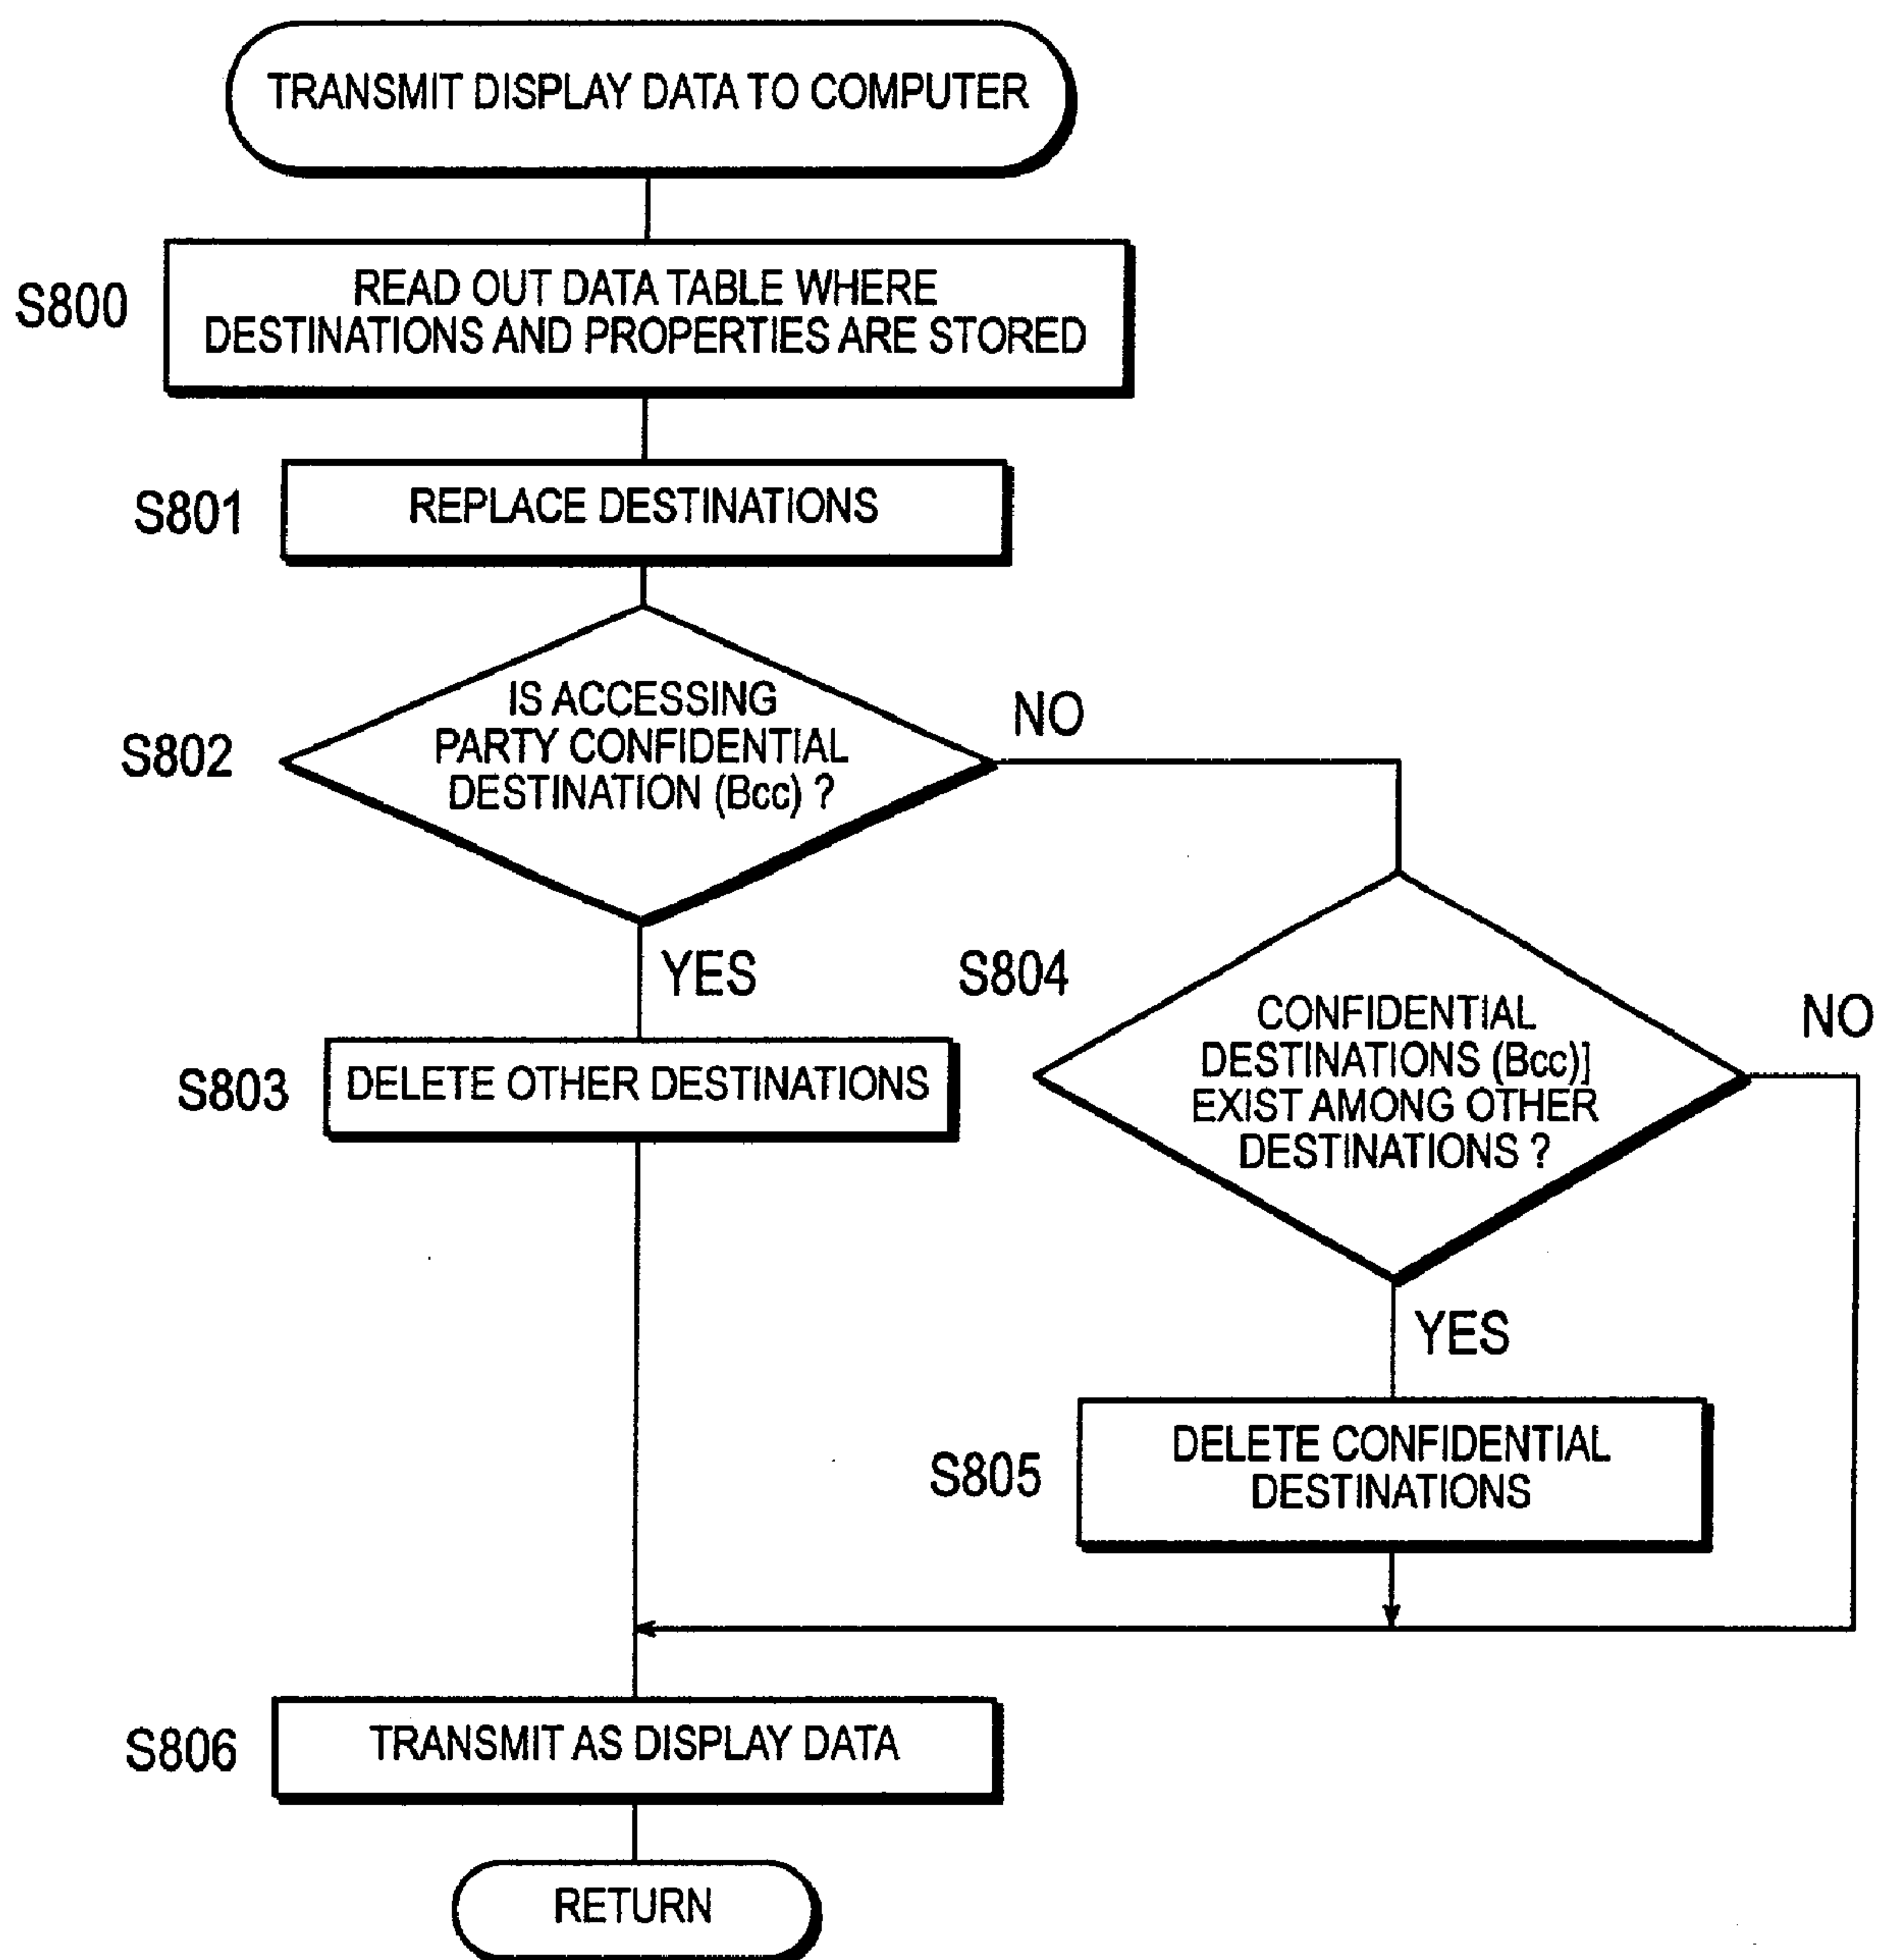 TRANSMIT DISPLAY DATA TO COMPUTER
S800
READ OUT DATA TABLE WHERE
DESTINATIONS AND PROPERTIES ARE STORED
S801
REPLACE DESTINATIONS
S802
IS ACCESSING
PARTY CONFIDENTIAL
DESTINATION (Bcc) ?
NO
YES
S803
DELETE OTHER DESTINATIONS
S804
CONFIDENTIAL
DESTINATIONS (Bcc)]
EXIST AMONG OTHER
DESTINATIONS ?
NO
YES
S805
DELETE CONFIDENTIAL
DESTINATIONS
S806
TRANSMIT AS DISPLAY DATA
RETURN